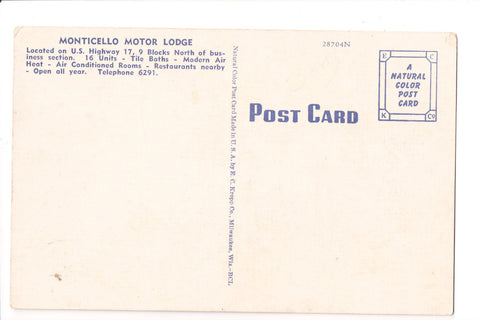 MONTICELLO MOTOR LODGE
Located on U.S. Highway 17, 9 Blocks North of bus-
iness section. 16 Units - Tile Baths - Modern Air
Heat - Air Conditioned Rooms - Restaurants nearby
- Open all year. Telephone 6291.
Natural Color Post Card Made in U.S.A. by E. C. Kropp Co., Milwaukee, Wis.-BCL
28704N
POST CARD
E C
A
NATURAL
COLOR
POST
CARD
K Co